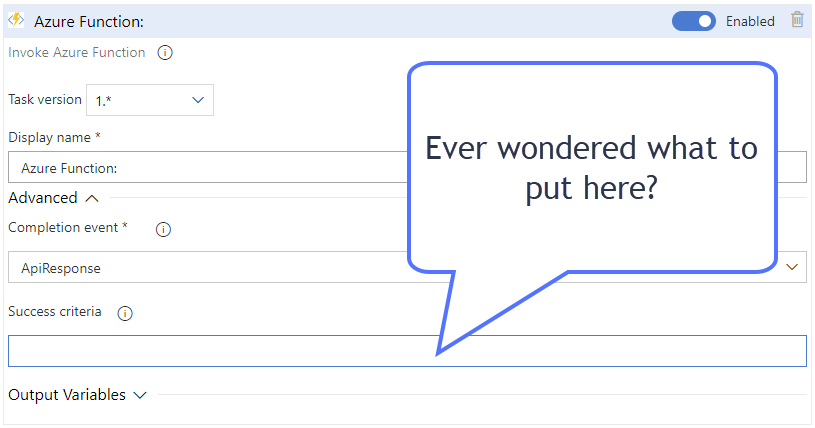 Azure Function:
Enabled
Invoke Azure Function
Task version
1.*
Display name *
Azure Function:
Ever wondered what to
put here?
Advanced
Completion event *
ApiResponse
Success criteria
Output Variables